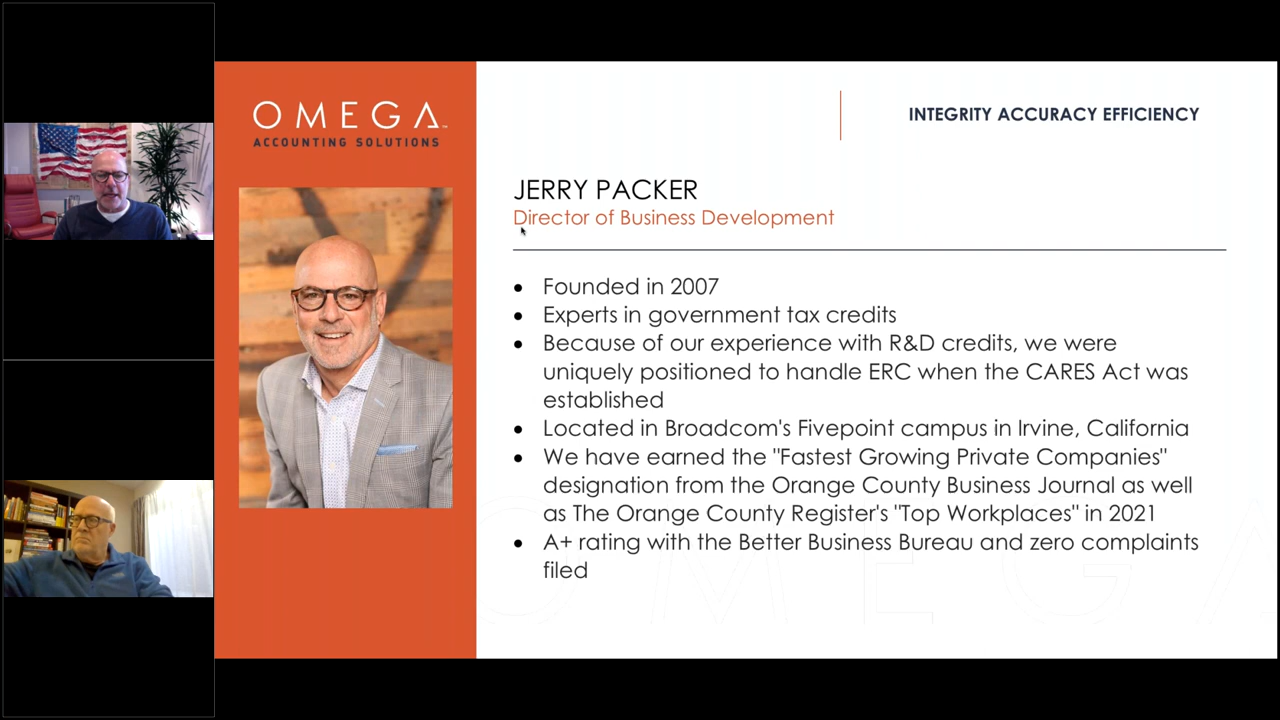 OMEGA™
ACCOUNTING SOLUTIONS
INTEGRITY ACCURACY EFFICIENCY
JERRY PACKER
Director of Business Development
• Founded in 2007
• Experts in government tax credits
• Because of our experience with R&D credits, we were
uniquely positioned to handle ERC when the CARES Act was
established
• Located in Broadcom's Fivepoint campus in Irvine, California
• We have earned the "Fastest Growing Private Companies"
designation from the Orange County Business Journal as well
as The Orange County Register's "Top Workplaces" in 2021
• A+ rating with the Better Business Bureau and zero complaints
filed
OMEGA